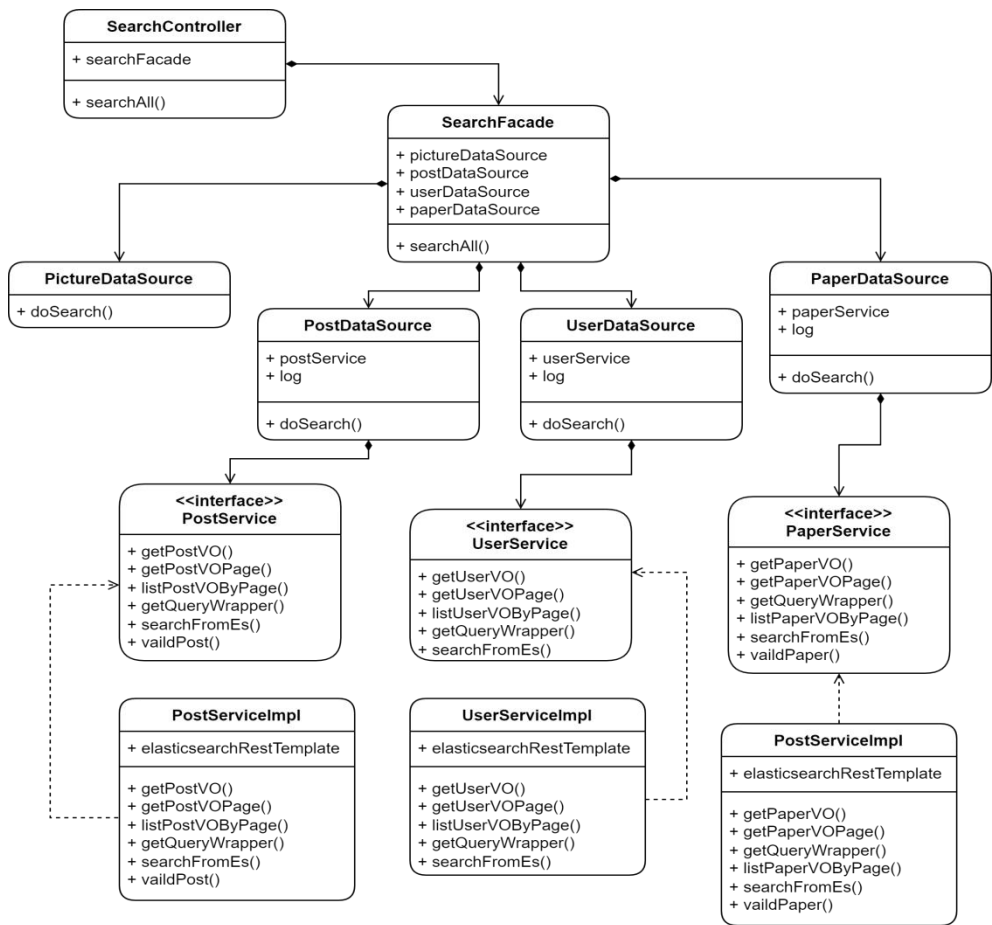 SearchController
+ searchFacade
+ searchAll()
SearchFacade
+ pictureDataSource
+ postDataSource
+ userDataSource
+ paperDataSource
+ searchAll()
PictureDataSource
+ doSearch()
PostDataSource
+ postService
+ log
+ doSearch()
UserDataSource
+ userService
+ log
+ doSearch()
PaperDataSource
+ paperService
+ log
+ doSearch()
<<interface>>
PostService
+ getPostVO()
+ getPostVOPage()
+ listPostVOByPage()
+ getQueryWrapper()
+ searchFromEs()
+ vaildPost()
<<interface>>
UserService
+ getUserVO()
+ getUserVOPage()
+ listUserVOByPage()
+ getQueryWrapper()
+ searchFromEs()
<<interface>>
PaperService
+ getPaperVO()
+ getPaperVOPage()
+ getQueryWrapper()
+ listPaperVOByPage()
+ searchFromEs()
+ vaildPaper()
PostServiceImpl
+ elasticsearchRestTemplate
+ getPostVO()
+ getPostVOPage()
+ listPostVOByPage()
+ getQueryWrapper()
+ searchFromEs()
+ vaildPost()
UserServiceImpl
+ elasticsearchRestTemplate
+ getUserVO()
+ getUserVOPage()
+ listUserVOByPage()
+ getQueryWrapper()
+ searchFromEs()
PostServiceImpl
+ elasticsearchRestTemplate
+ getPaperVO()
+ getPaperVOPage()
+ getQueryWrapper()
+ listPaperVOByPage()
+ searchFromEs()
+ vaildPaper()